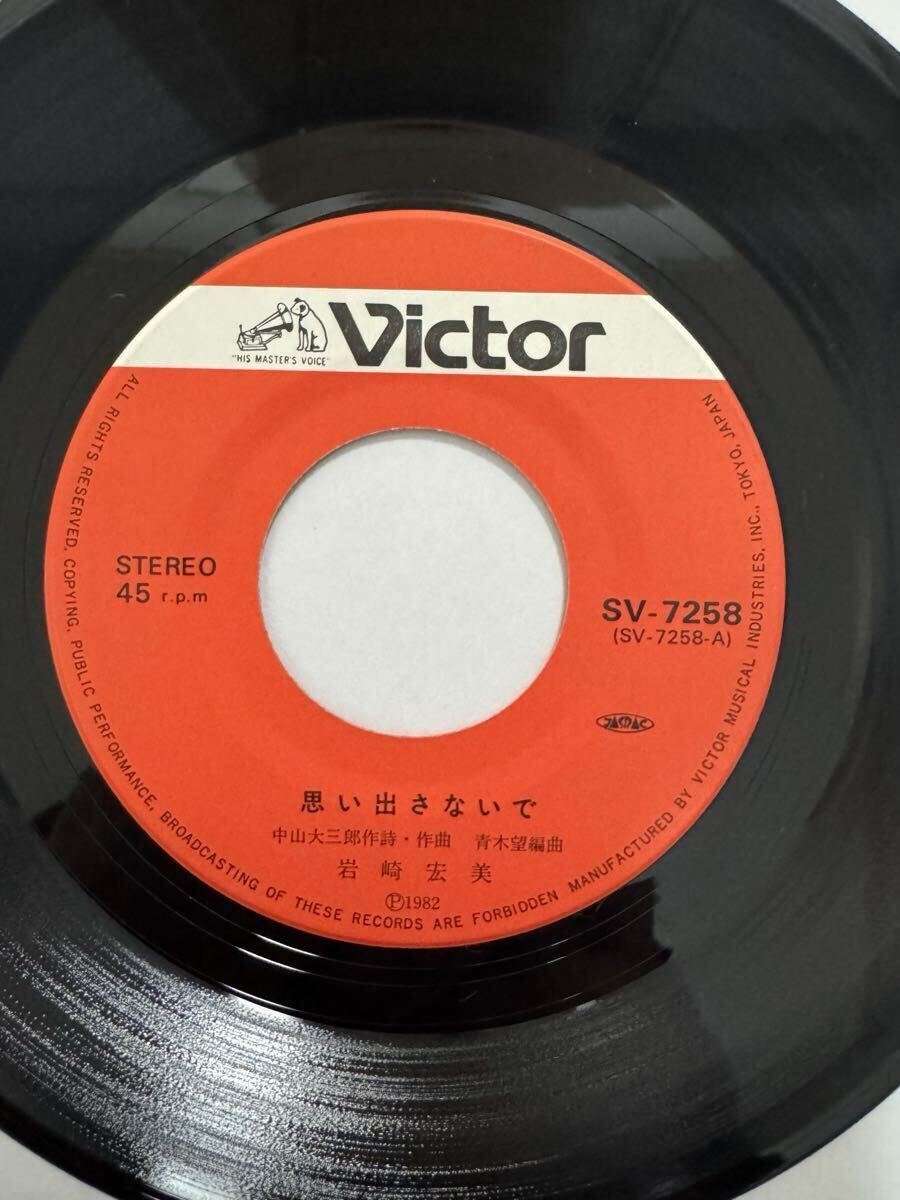 Victor
"HIS MASTER'S VOICE"
STEREO
45 r.p.m
SV-7258
(SV-7258-A)
JASRAC
思い出さないで
中山大三郎作詩・作曲 青木望編曲
岩崎宏美
Ⓟ1982
ALL RIGHTS RESERVED. COPYING, PUBLIC PERFORMANCE, BROADCASTING OF THESE RECORDS ARE FORBIDDEN MANUFACTURED BY VICTOR MUSICAL INDUSTRIES, INC., TOKYO, JAPAN